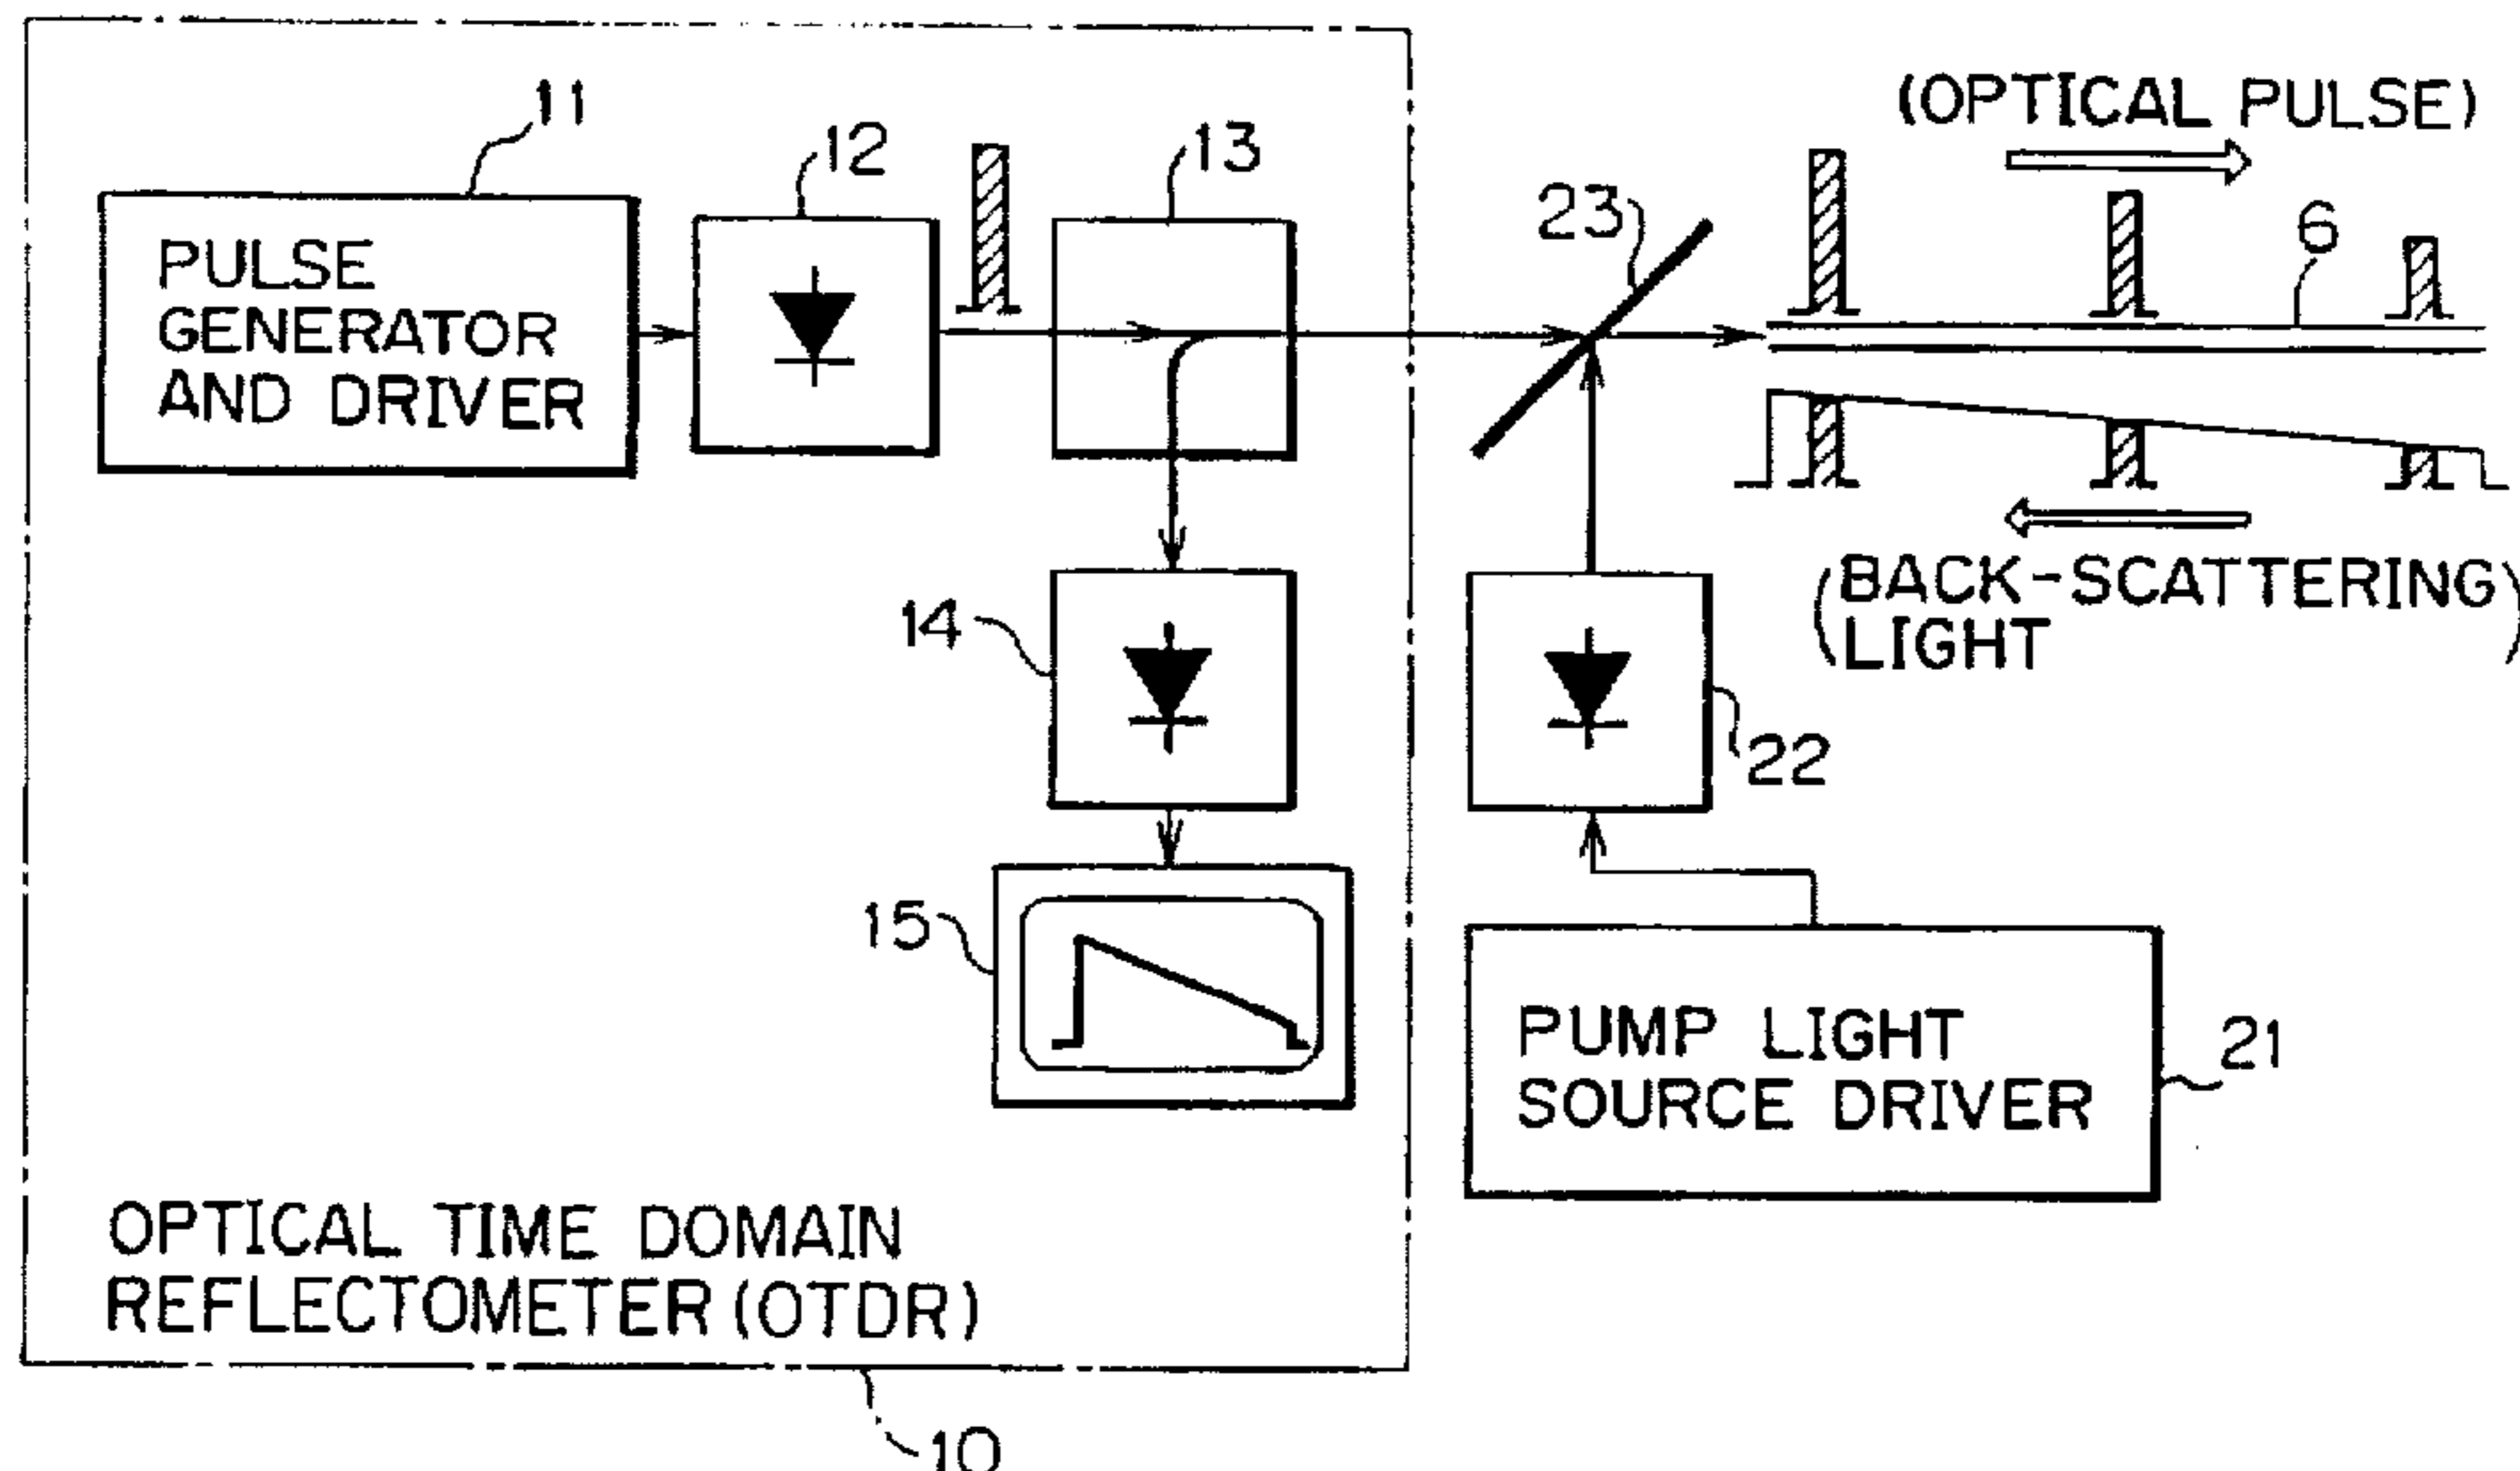 11
12
13
PULSE
GENERATOR
AND DRIVER
23
(OPTICAL PULSE)
6
(BACK-SCATTERING)
LIGHT
14
22
15
PUMP LIGHT
SOURCE DRIVER
21
OPTICAL TIME DOMAIN
REFLECTOMETER (OTDR)
10